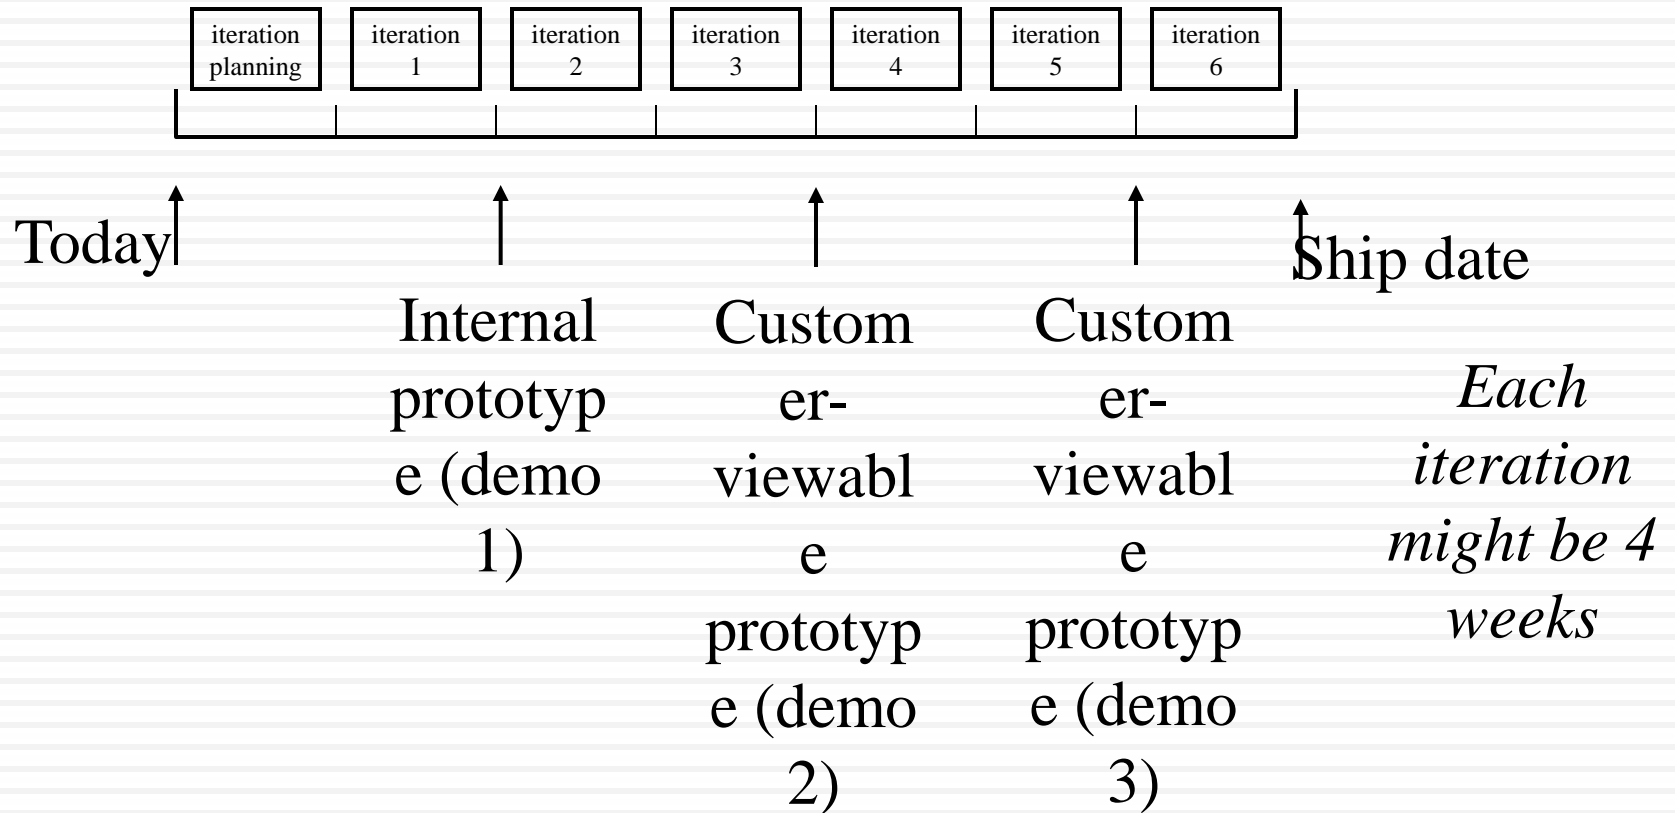 iteration
planning
iteration
1
iteration
2
iteration
3
iteration
4
iteration
5
iteration
6
Today
Ship date
Internal
prototyp
e (demo
1)
Custom
er-
viewabl
e
prototyp
e (demo
2)
Custom
er-
viewabl
e
prototyp
e (demo
3)
Each
iteration
might be 4
weeks